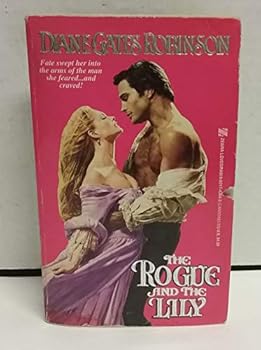 DIANE GATES ROBINSON
Fate swept her into
the arms of the man
she feared...and
craved!
THE
ROGUE
AND THE
LILY